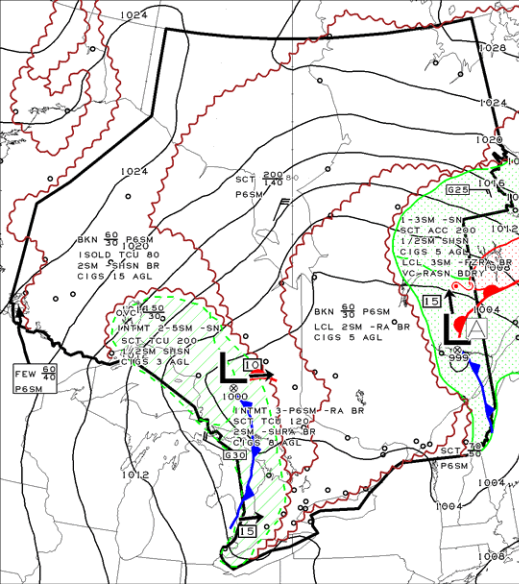 1024
1028
1024
1020
1024
SCT 200/140
80
P6SM
G25
1016
10
1-3SM -SN
SCT ACC 200
1/2SM SHSN
CIGS 5 AGL
LCL 3SM -FZRA BR
VC-RASN BDRY
1012
1008
BKN 60/30 P6SM
1020
ISOLD TCU 80
2SM -SHSN BR
CIGS 15 AGL
15
1004
L
A
999
OVC 150/30
INTMT 2-5SM -SN
SCT TCU 200
1/2SM SHSN
CIGS 3 AGL
BKN 60/30 P6SM
LCL 2SM -RA BR
CIGS 5 AGL
FEW 60/40
P6SM
L
10
1000
INTMT 3-P6SM -RA BR
SCT TCU 120
2SM -SHRA BR
CIGS 8 AGL
G30
SCT 70/50
P6SM
1012
1004
1004
15
1008